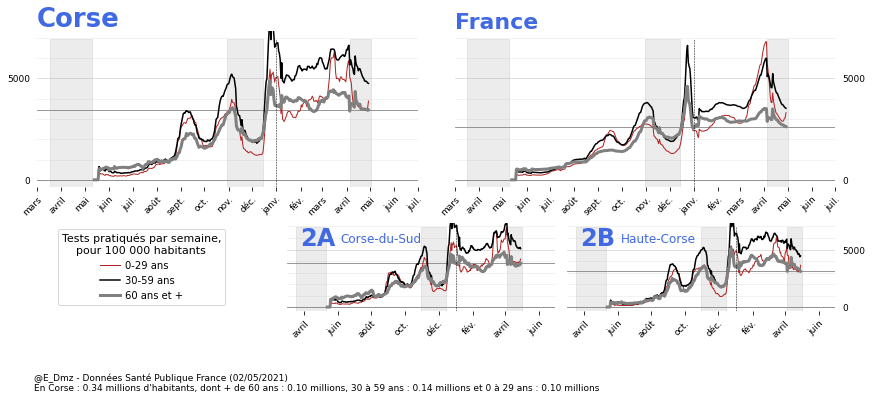 Corse
France
5000
0
mars avril mai juin juil. août sept. oct. nov. déc. janv. fév. mars avril mai juin juil.
5000
0
mars avril mai juin juil. août sept. oct. nov. déc. janv. fév. mars avril mai juin juil.
Tests pratiqués par semaine,
pour 100 000 habitants
0-29 ans
30-59 ans
60 ans et +
2A Corse-du-Sud
avril juin août oct. déc. fév. avril juin
2B Haute-Corse
5000
0
avril juin août oct. déc. fév. avril juin
@E_Dmz - Données Santé Publique France (02/05/2021)
En Corse : 0.34 millions d'habitants, dont + de 60 ans : 0.10 millions, 30 à 59 ans : 0.14 millions et 0 à 29 ans : 0.10 millions